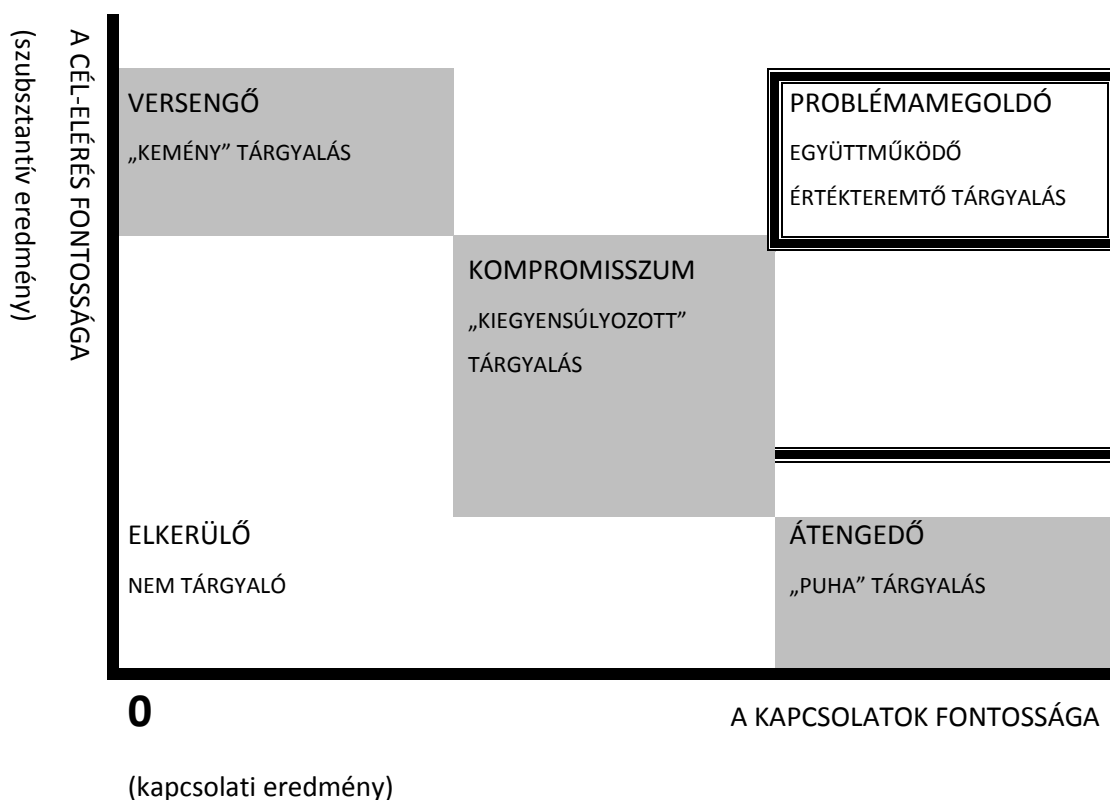 A CÉL-ELÉRÉS FONTOSSÁGA
(szubsztantív eredmény)
VERSENGŐ
„KEMÉNY” TÁRGYALÁS
PROBLÉMAMEGOLDÓ
EGYÜTTMŰKÖDŐ
ÉRTÉKTEREMTŐ TÁRGYALÁS
KOMPROMISSZUM
„KIEGYENSÚLYOZOTT”
TÁRGYALÁS
ELKERÜLŐ
NEM TÁRGYALÓ
ÁTENGEDŐ
„PUHA” TÁRGYALÁS
0
A KAPCSOLATOK FONTOSSÁGA
(kapcsolati eredmény)